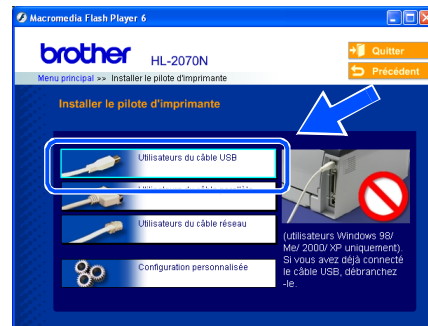 Macromedia Flash Player 6
brother
HL-2070N
Quitter
Précédent
Menu principal >> Installer le pilote d'imprimante
Installer le pilote d'imprimante
Utilisateurs du câble USB
Utilisateurs du câble réseau
Configuration personnalisée
(utilisateurs Windows 98/
Me/ 2000/ XP uniquement).
Si vous avez déjà connecté
le câble USB, débranchez
-le.